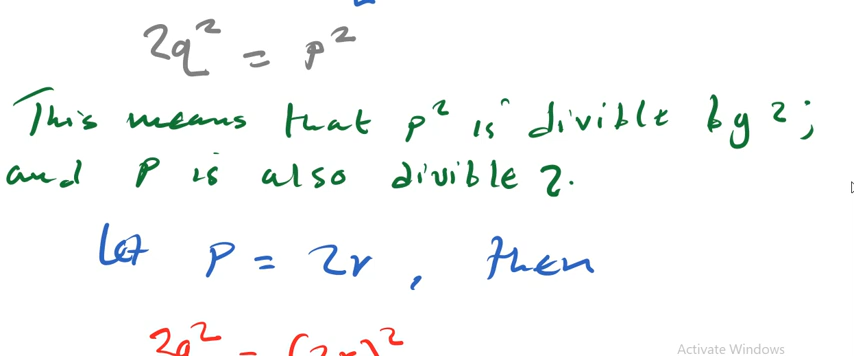 2q² = p²
This means that p² is divible by 2;
and P is also divible 2.
Let P = 2r, then
2q² = (2r)²
Activate Windows